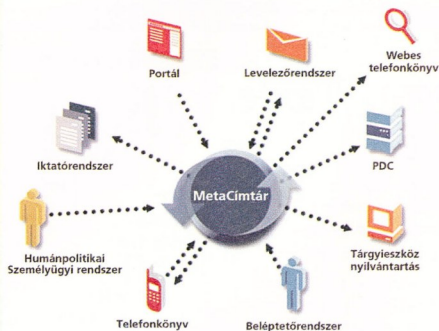 Webes
telefonkönyv
Portál
Levelezőrendszer
Iktatórendszer
PDC
MetaCímtár
Humánpolitikai
Személyügyi rendszer
Tárgyieszköz
nyilvántartás
Telefonkönyv
Beléptetőrendszer